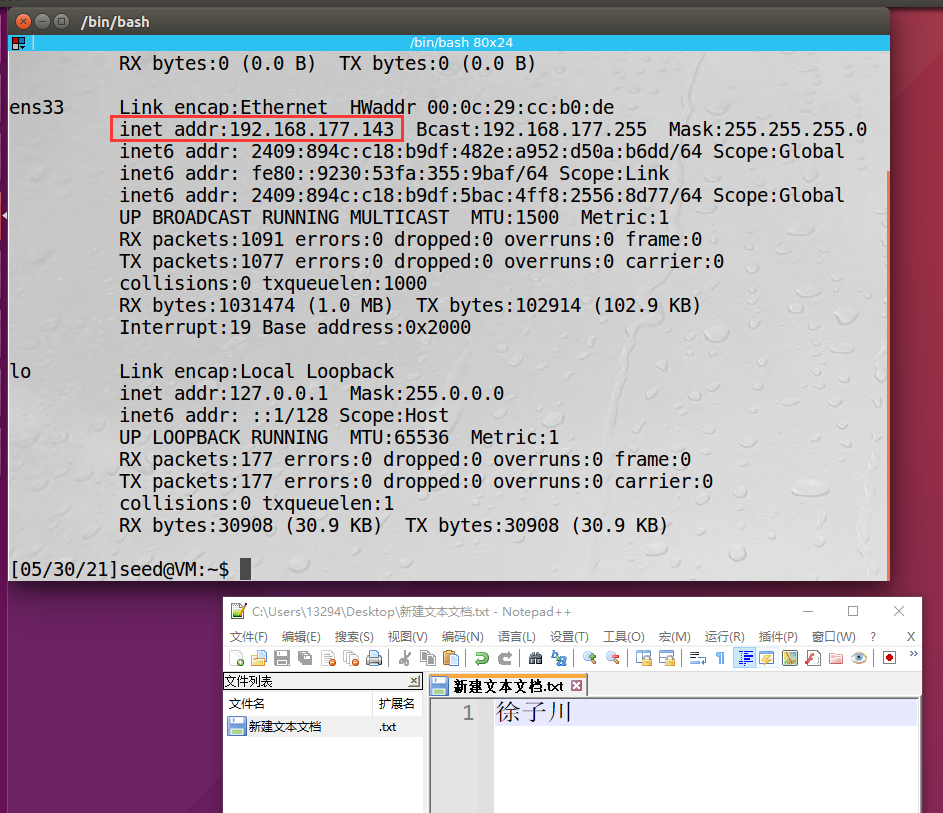 /bin/bash
/bin/bash 80x24
RX bytes:0 (0.0 B)  TX bytes:0 (0.0 B)
ens33     Link encap:Ethernet  HWaddr 00:0c:29:cc:b0:de
inet addr:192.168.177.143  Bcast:192.168.177.255  Mask:255.255.255.0
inet6 addr: 2409:894c:c18:b9df:482e:a952:d50a:b6dd/64 Scope:Global
inet6 addr: fe80::9230:53fa:355:9baf/64 Scope:Link
inet6 addr: 2409:894c:c18:b9df:5bac:4ff8:2556:8d77/64 Scope:Global
UP BROADCAST RUNNING MULTICAST  MTU:1500  Metric:1
RX packets:1091 errors:0 dropped:0 overruns:0 frame:0
TX packets:1077 errors:0 dropped:0 overruns:0 carrier:0
collisions:0 txqueuelen:1000
RX bytes:1031474 (1.0 MB)  TX bytes:102914 (102.9 KB)
Interrupt:19 Base address:0x2000
lo        Link encap:Local Loopback
inet addr:127.0.0.1  Mask:255.0.0.0
inet6 addr: ::1/128 Scope:Host
UP LOOPBACK RUNNING  MTU:65536  Metric:1
RX packets:177 errors:0 dropped:0 overruns:0 frame:0
TX packets:177 errors:0 dropped:0 overruns:0 carrier:0
collisions:0 txqueuelen:1
RX bytes:30908 (30.9 KB)  TX bytes:30908 (30.9 KB)
[05/30/21]seed@VM:~$
C:\Users\13294\Desktop\新建文本文档.txt - Notepad++
文件(F) 编辑(E) 搜索(S) 视图(V) 编码(N) 语言(L) 设置(T) 工具(O) 宏(M) 运行(R) 插件(P) 窗口(W) ? X
文件列表
新建文本文档.txt
文件名 扩展名
新建文本文档 .txt
1 徐子川